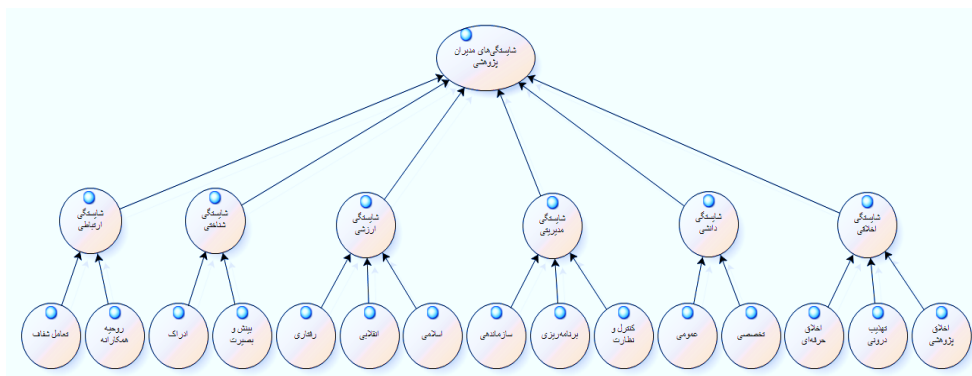 شایستگی‌های مدیران
پژوهشی
شایستگی
اخلاقی
شایستگی
دانشی
شایستگی
مدیریتی
شایستگی
ارزشی
شایستگی
شناختی
شایستگی
ارتباطی
اخلاق
پژوهشی
تهذیب
درونی
اخلاق
حرفه‌ای
تخصصی
عمومی
کنترل و
نظارت
برنامه‌ریزی
سازماندهی
اسلامی
انقلابی
رفتاری
بینش و
بصیرت
ادراک
روحیه
همکارانه
تعامل شفاف